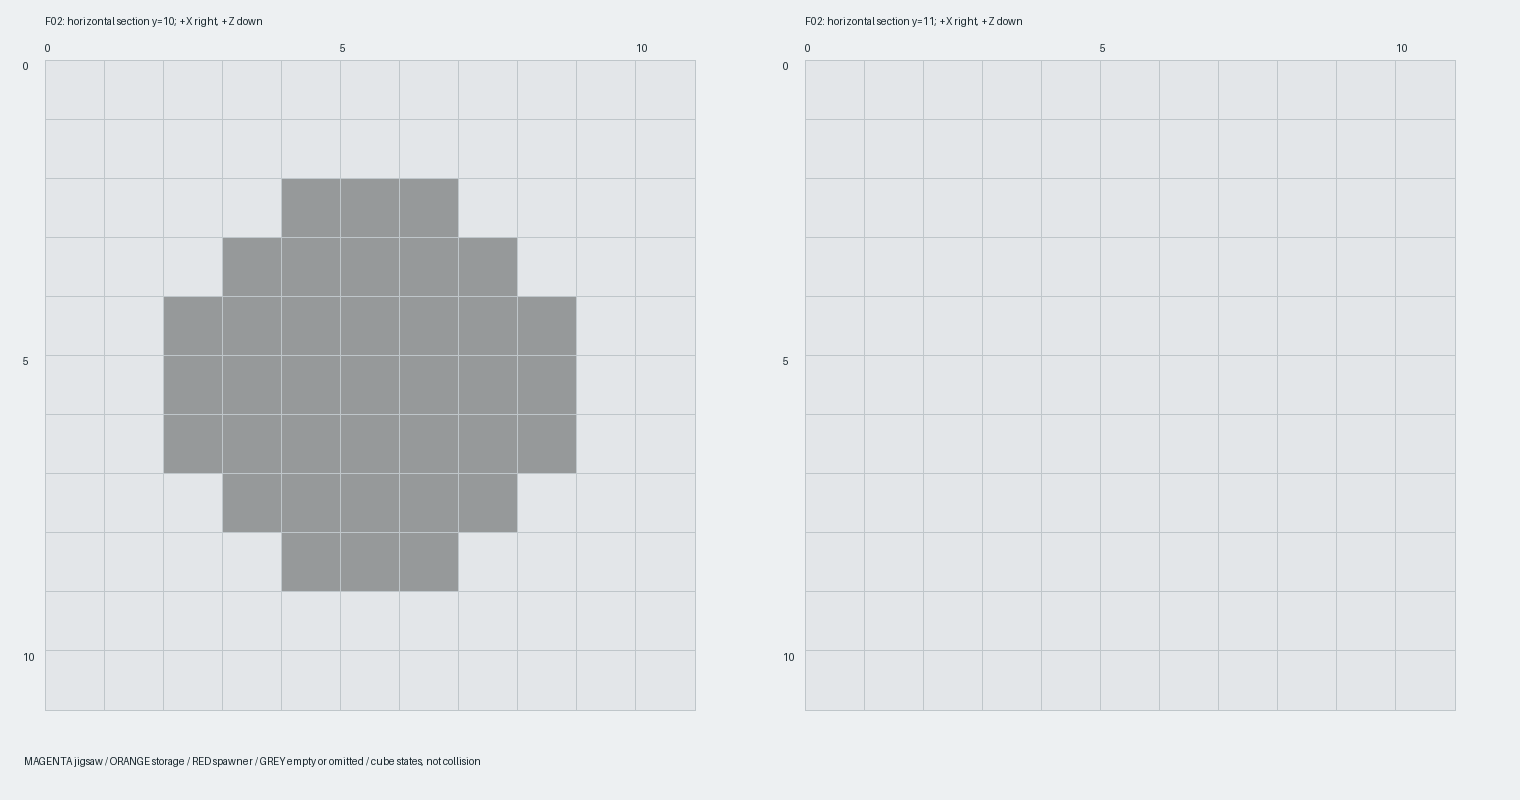 F02: horizontal section y=10; +X right, +Z down
F02: horizontal section y=11; +X right, +Z down
0 5 10
0 5 10
0
0
5
5
10
10
MAGENTA jigsaw / ORANGE storage / RED spawner / GREY empty or omitted / cube states, not collision